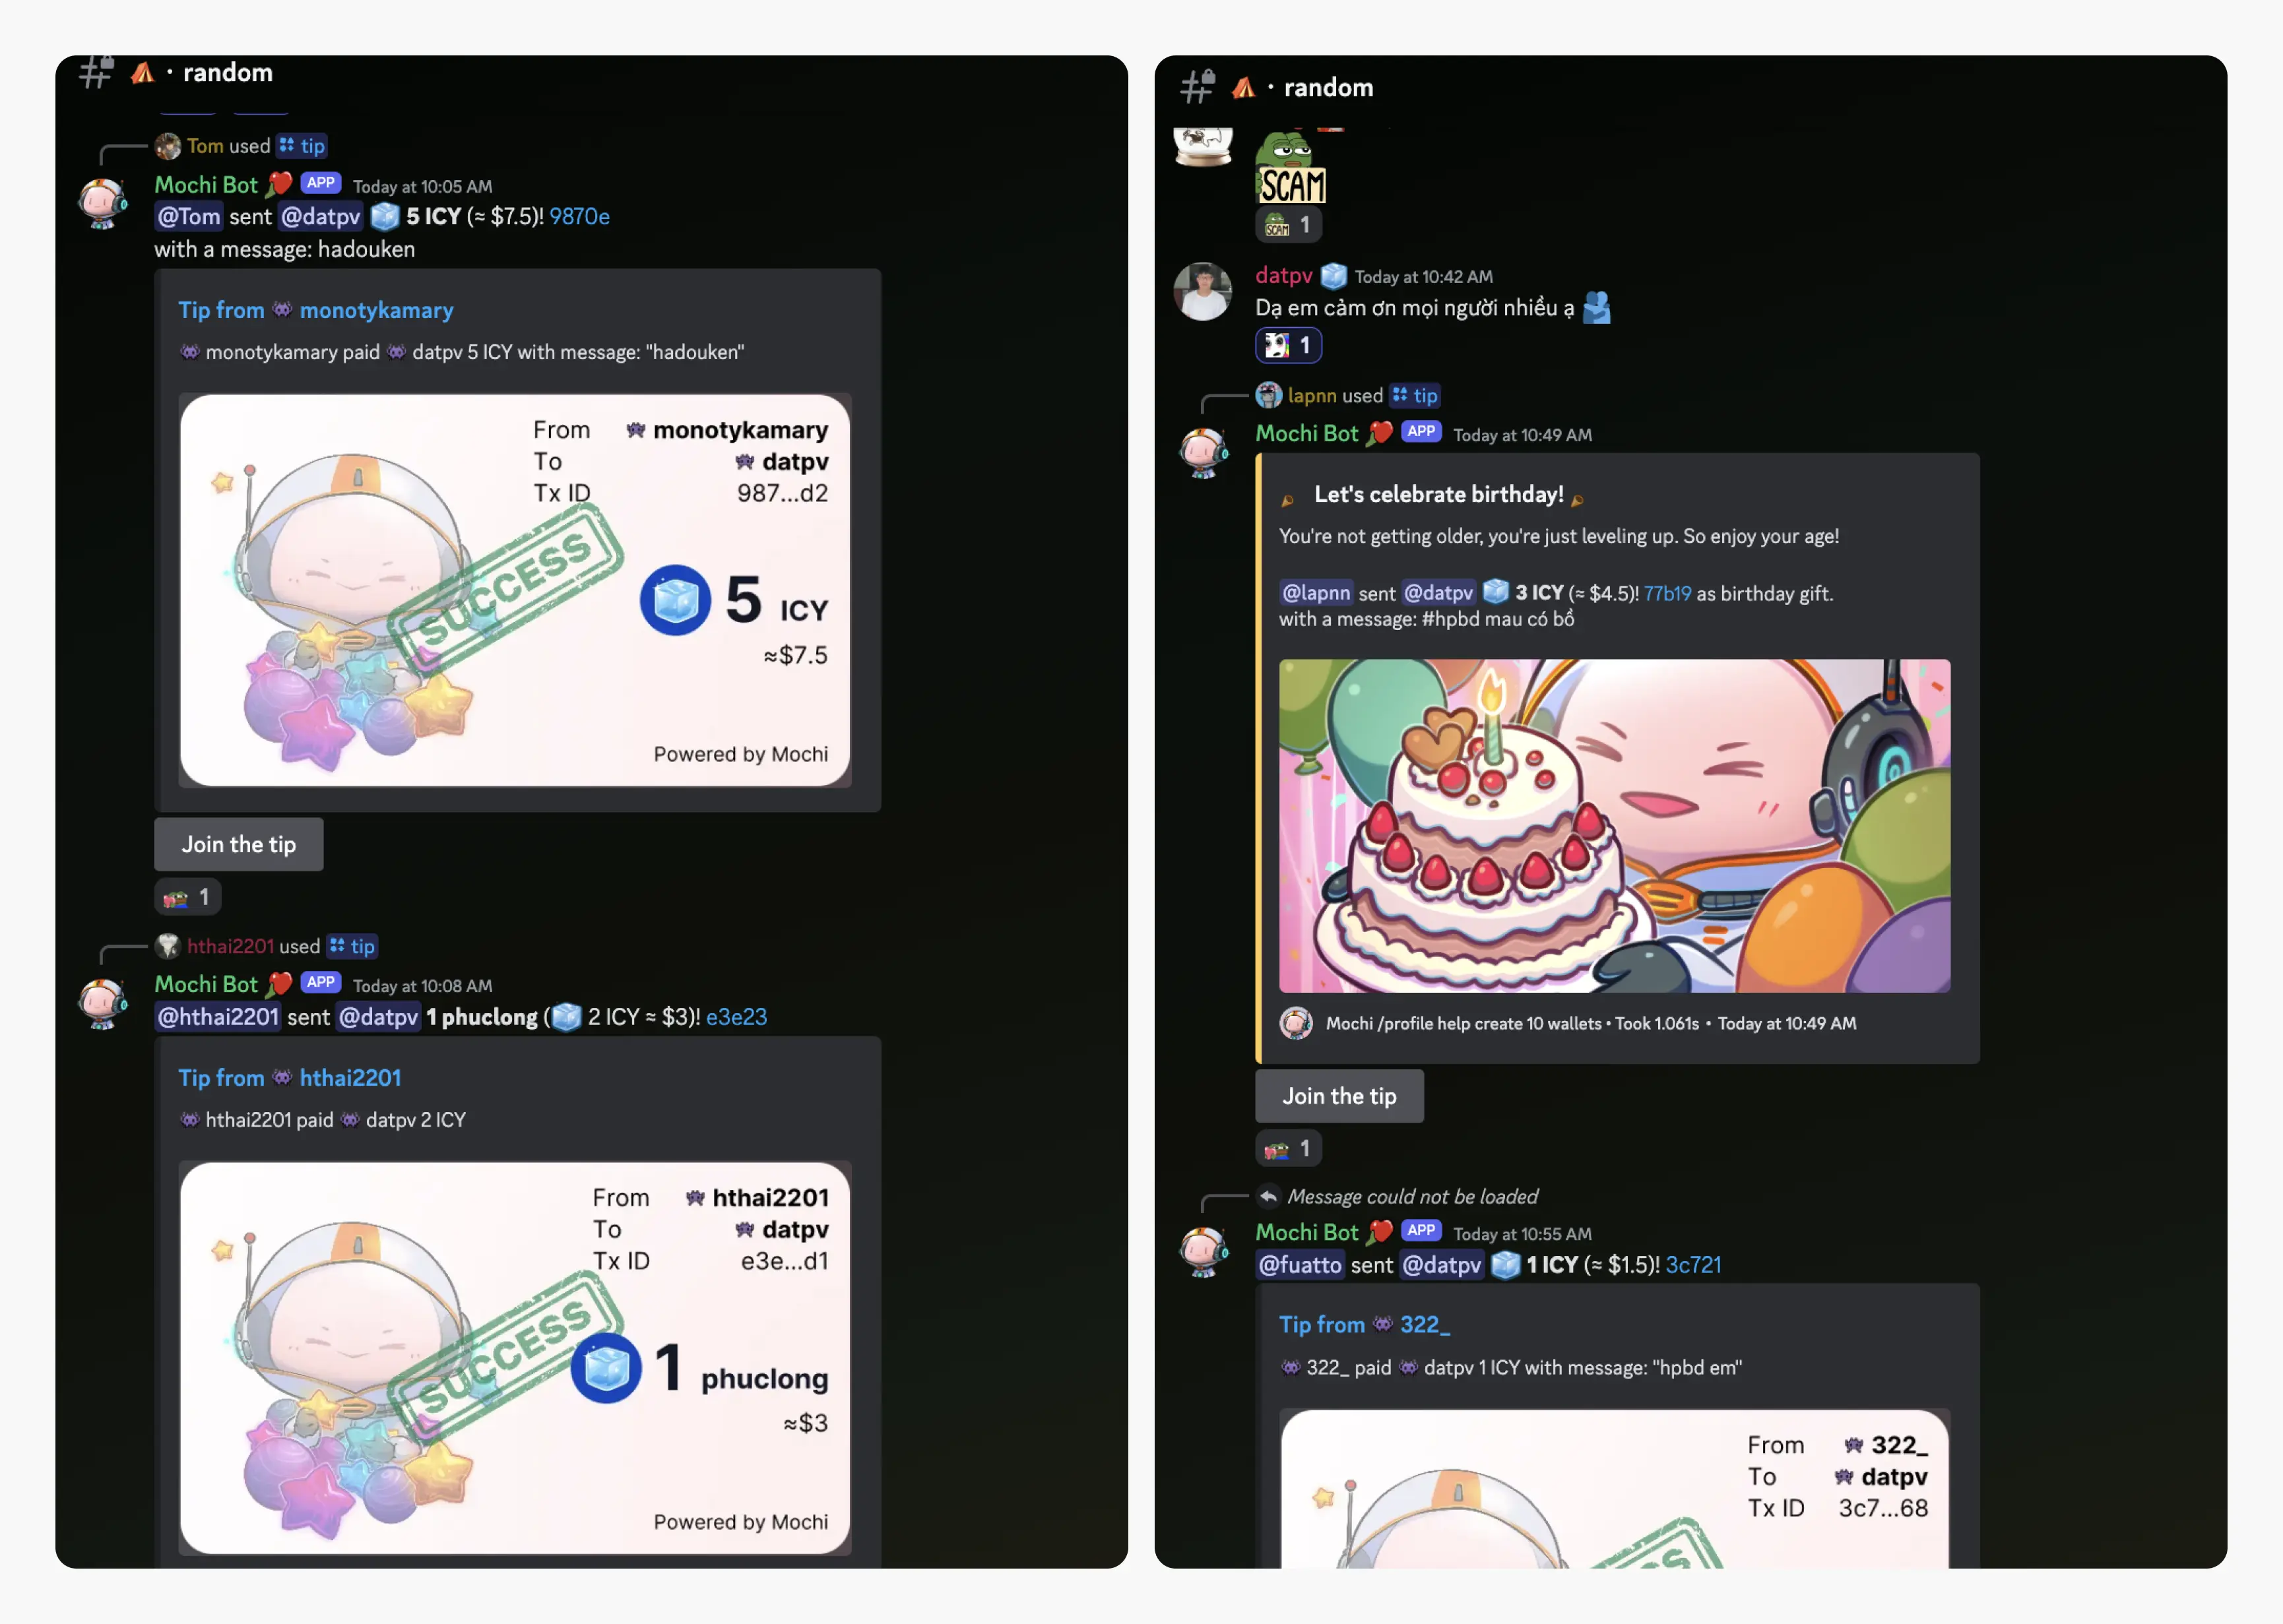 random
Tom used tip
Mochi Bot APP Today at 10:05 AM
@Tom sent @datpv 5 ICY (≈ $7.5)! 9870e
with a message: hadouken
Tip from monotykamary
monotykamary paid datpv 5 ICY with message: "hadouken"
From monotykamary
To datpv
Tx ID 987...d2
SUCCESS
5 ICY
≈$7.5
Powered by Mochi
Join the tip
1
hthai2201 used tip
Mochi Bot APP Today at 10:08 AM
@hthai2201 sent @datpv 1 phuclong (2 ICY ≈ $3)! e3e23
Tip from hthai2201
hthai2201 paid datpv 2 ICY
From hthai2201
To datpv
Tx ID e3e...d1
SUCCESS
1 phuclong
≈$3
Powered by Mochi
random
SCAM
SCAM 1
datpv Today at 10:42 AM
Dạ em cảm ơn mọi người nhiều ạ
1
lapnn used tip
Mochi Bot APP Today at 10:49 AM
Let's celebrate birthday!
You're not getting older, you're just leveling up. So enjoy your age!
@lapnn sent @datpv 3 ICY (≈ $4.5)! 77b19 as birthday gift.
with a message: #hpbd mau có bồ
Mochi /profile help create 10 wallets • Took 1.061s • Today at 10:49 AM
Join the tip
1
Message could not be loaded
Mochi Bot APP Today at 10:55 AM
@fuatto sent @datpv 1 ICY (≈ $1.5)! 3c721
Tip from 322_
322_ paid datpv 1 ICY with message: "hpbd em"
From 322_
To datpv
Tx ID 3c7...68